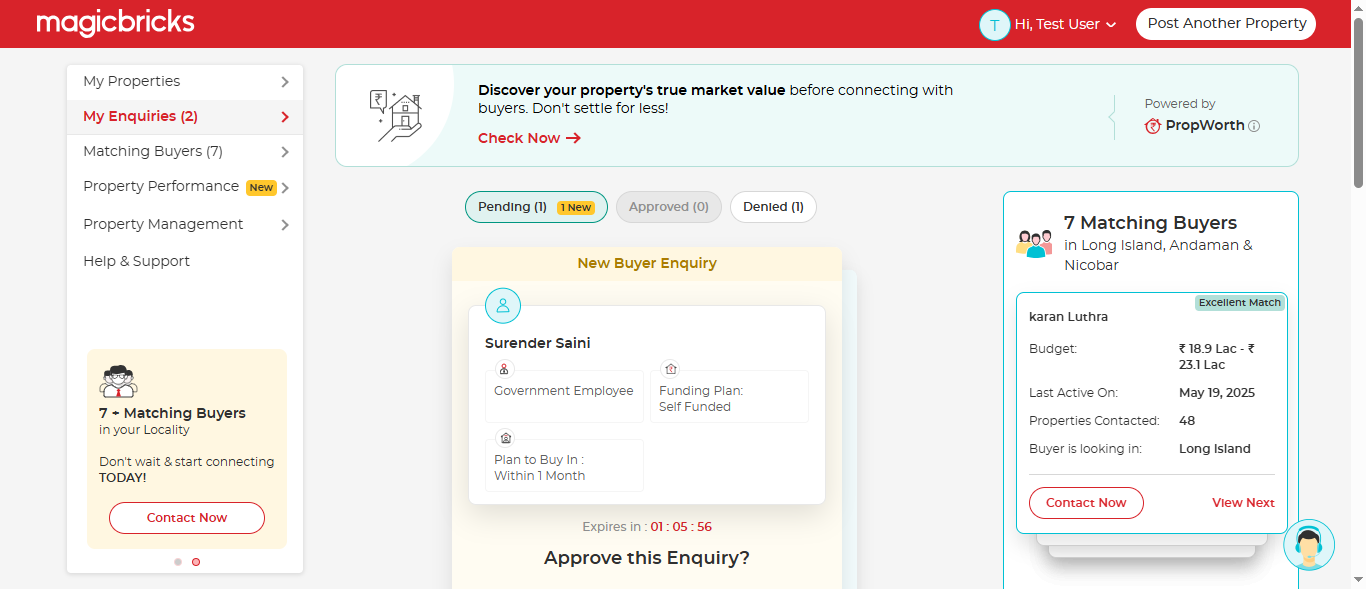 magicbricks
T
Hi, Test User
Post Another Property
My Properties
My Enquiries (2)
Matching Buyers (7)
Property Performance New
Property Management
Help & Support
7 + Matching Buyers
in your Locality
Don't wait & start connecting
TODAY!
Contact Now
Discover your property's true market value before connecting with
buyers. Don't settle for less!
Check Now
Powered by
PropWorth
Pending (1) 1 New
Approved (0)
Denied (1)
New Buyer Enquiry
Surender Saini
Government Employee
Funding Plan:
Self Funded
Plan to Buy In :
Within 1 Month
Expires in : 01 : 05 : 56
Approve this Enquiry?
7 Matching Buyers
in Long Island, Andaman &
Nicobar
Excellent Match
karan Luthra
Budget: ₹ 18.9 Lac - ₹
23.1 Lac
Last Active On: May 19, 2025
Properties Contacted: 48
Buyer is looking in: Long Island
Contact Now
View Next